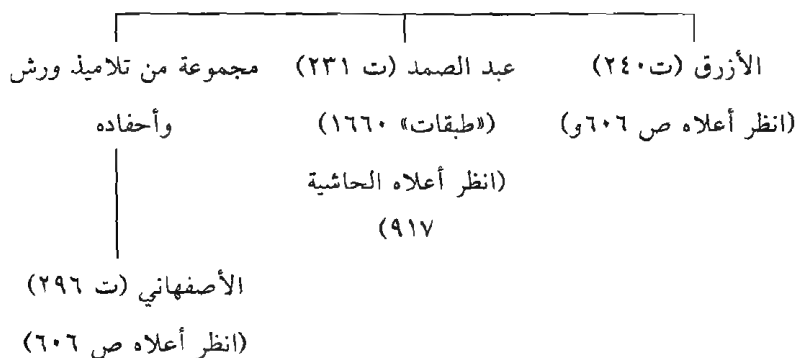 الأزرق (ت٢٤٠)
(انظر أعلاه ص ٦٠٦و)
عبد الصمد (ت ٢٣١)
(«طبقات» ١٦٦٠)
(انظر أعلاه الحاشية
٩١٧)
مجموعة من تلاميذ ورش
وأحفاده
الأصفهاني (ت ٢٩٦)
(انظر أعلاه ص ٦٠٦)